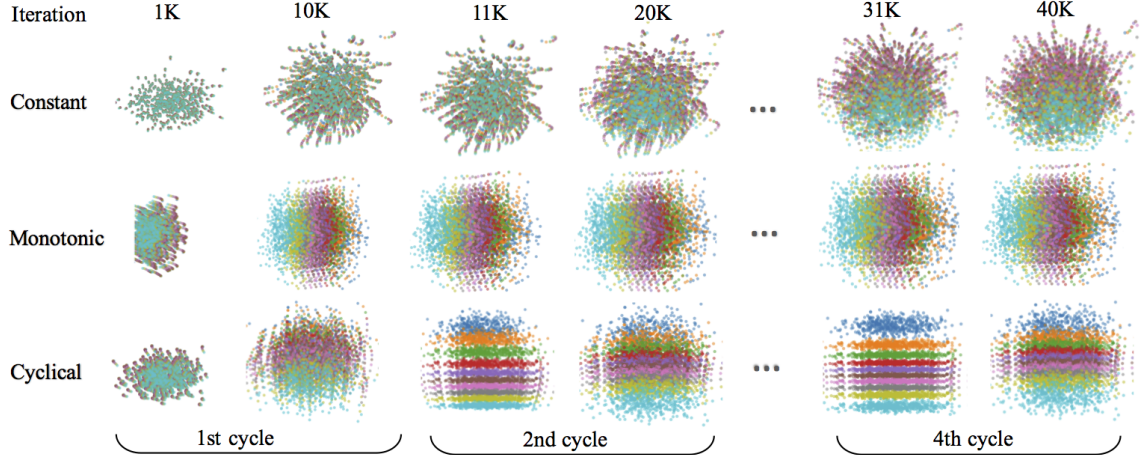 Iteration 1K 10K 11K 20K 31K 40K
Constant
Monotonic
Cyclical
1st cycle 2nd cycle 4th cycle